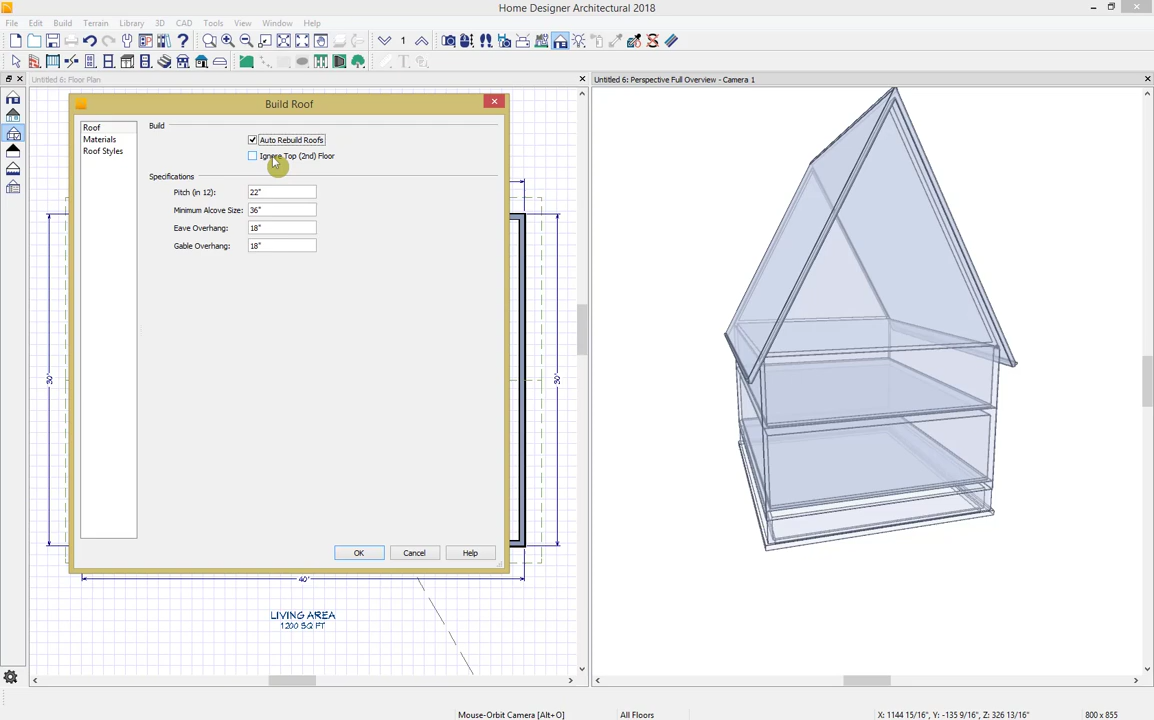 Home Designer Architectural 2018
File Edit Build Terrain Library 3D CAD Tools View Window Help
1
Untitled 6: Floor Plan
Untitled 6: Perspective Full Overview - Camera 1
Build Roof
Roof
Materials
Roof Styles
Build
Auto Rebuild Roofs
Ignore Top (2nd) Floor
Specifications
Pitch (in 12): 22"
Minimum Alcove Size: 36"
Eave Overhang: 18"
Gable Overhang: 18"
OK Cancel Help
30'
30'
40'
LIVING AREA
1200 SQ FT
Mouse-Orbit Camera [Alt+O] All Floors X: 1144 15/16", Y: -135 9/16", Z: 326 13/16" 800 x 855